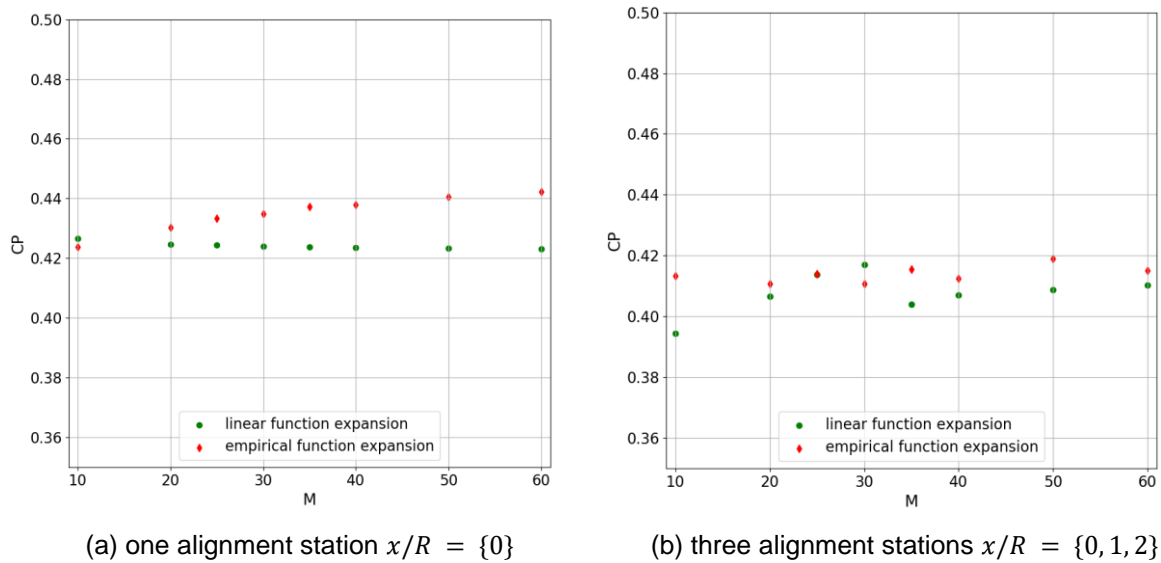 0.50
0.48
0.46
0.44
0.42
0.40
0.38
0.36
CP
linear function expansion
empirical function expansion
10 20 30 40 50 60
M
(a) one alignment station x/R = {0}
0.50
0.48
0.46
0.44
0.42
0.40
0.38
0.36
CP
linear function expansion
empirical function expansion
10 20 30 40 50 60
M
(b) three alignment stations x/R = {0, 1, 2}